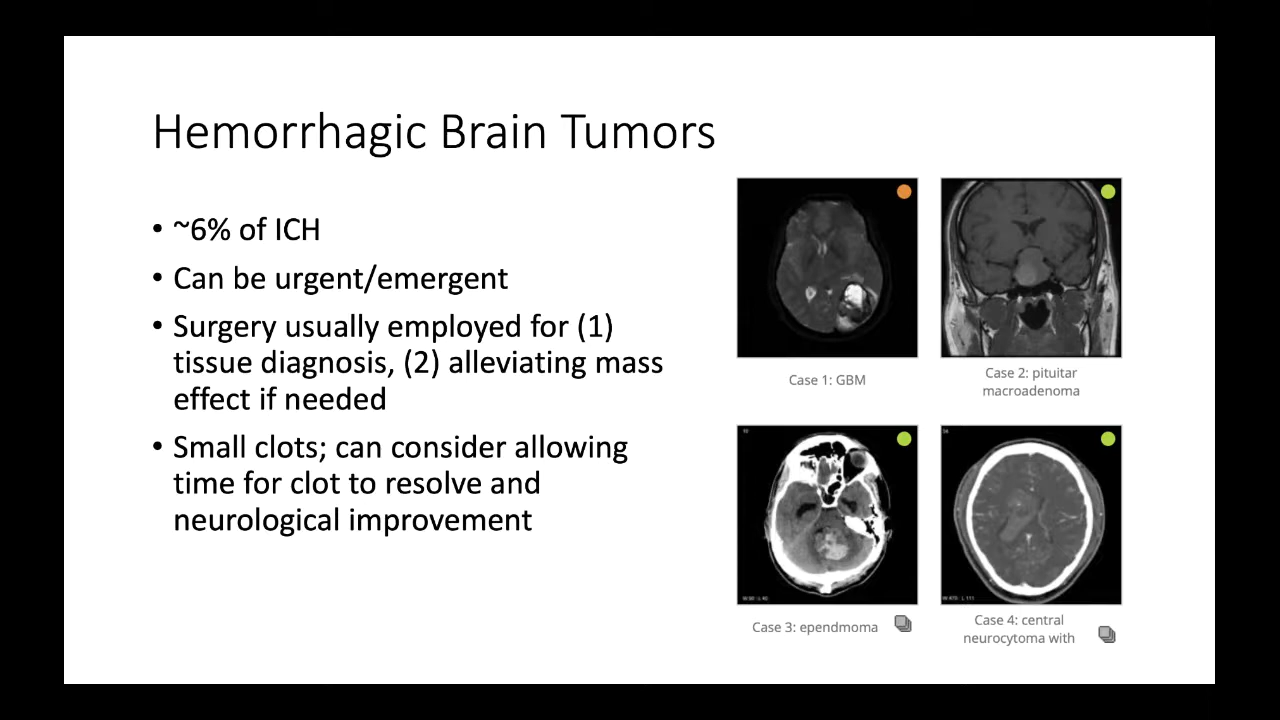 Hemorrhagic Brain Tumors
• ~6% of ICH
• Can be urgent/emergent
• Surgery usually employed for (1)
tissue diagnosis, (2) alleviating mass
effect if needed
• Small clots; can consider allowing
time for clot to resolve and
neurological improvement
Case 1: GBM
Case 2: pituitar
macroadenoma
Case 3: ependmoma
Case 4: central
neurocytoma with